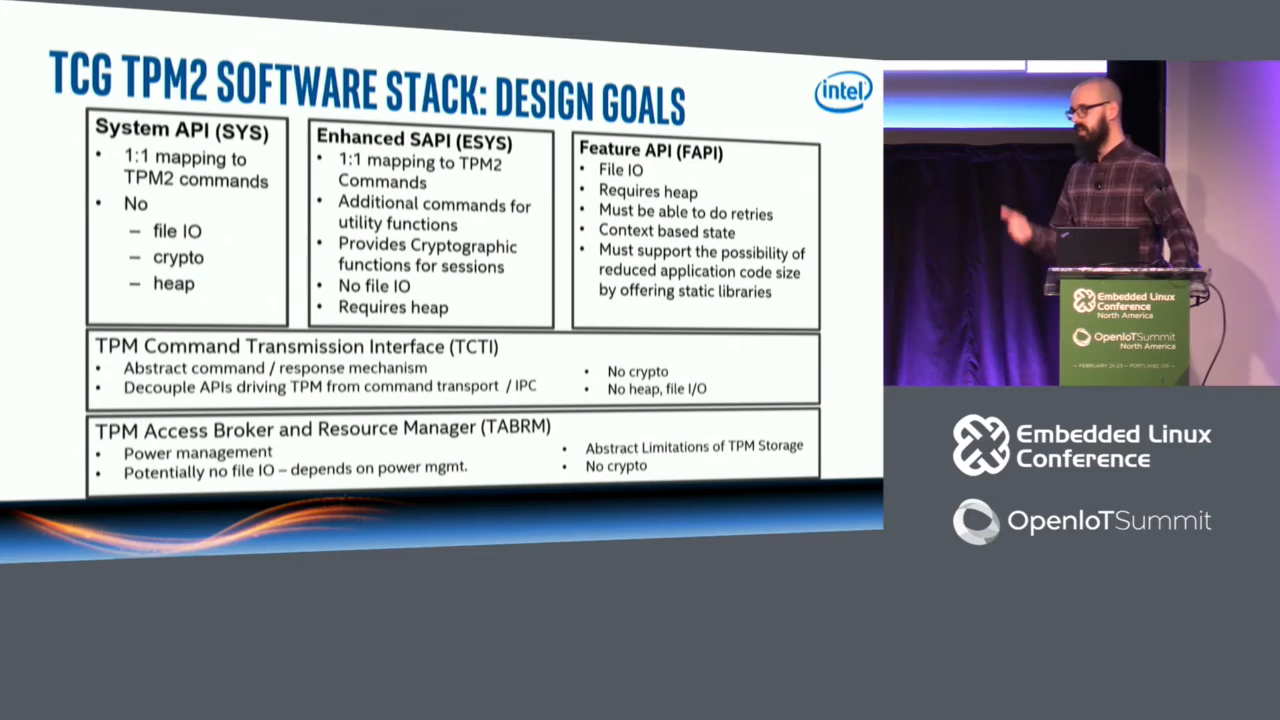 TCG TPM2 SOFTWARE STACK: DESIGN GOALS
intel
System API (SYS)
• 1:1 mapping to
TPM2 commands
• No
– file IO
– crypto
– heap
Enhanced SAPI (ESYS)
• 1:1 mapping to TPM2
Commands
• Additional commands for
utility functions
• Provides Cryptographic
functions for sessions
• No file IO
• Requires heap
Feature API (FAPI)
• File IO
• Requires heap
• Must be able to do retries
• Context based state
• Must support the possibility of
reduced application code size
by offering static libraries
TPM Command Transmission Interface (TCTI)
• Abstract command / response mechanism
• Decouple APIs driving TPM from command transport / IPC
• No crypto
• No heap, file I/O
TPM Access Broker and Resource Manager (TABRM)
• Power management
• Potentially no file IO – depends on power mgmt.
• Abstract Limitations of TPM Storage
• No crypto
Embedded Linux
Conference
North America
OpenIoTSummit
North America
— FEBRUARY 21-23 – PORTLAND, OR —
Embedded Linux
Conference
OpenIoTSummit